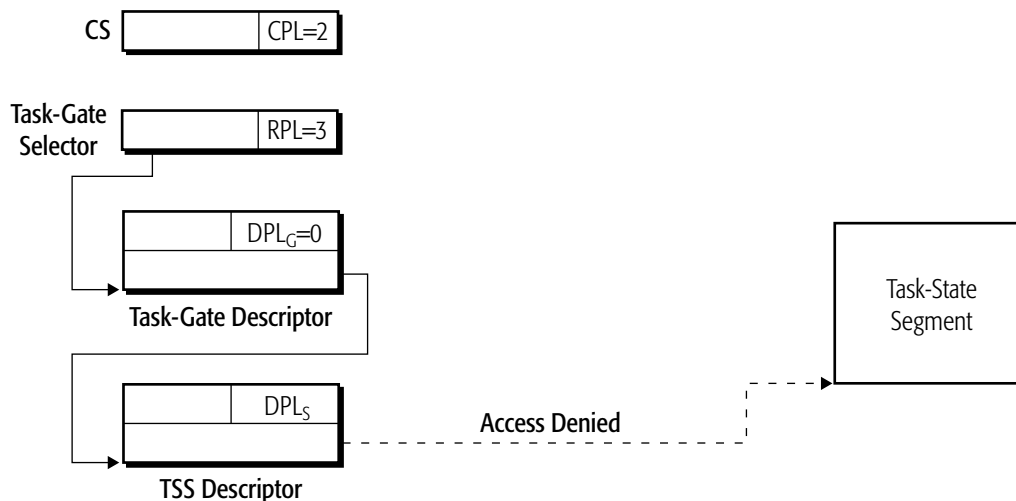 CS
CPL=2
Task-Gate
Selector
RPL=3
DPLG=0
Task-Gate Descriptor
DPLS
TSS Descriptor
Access Denied
Task-State
Segment